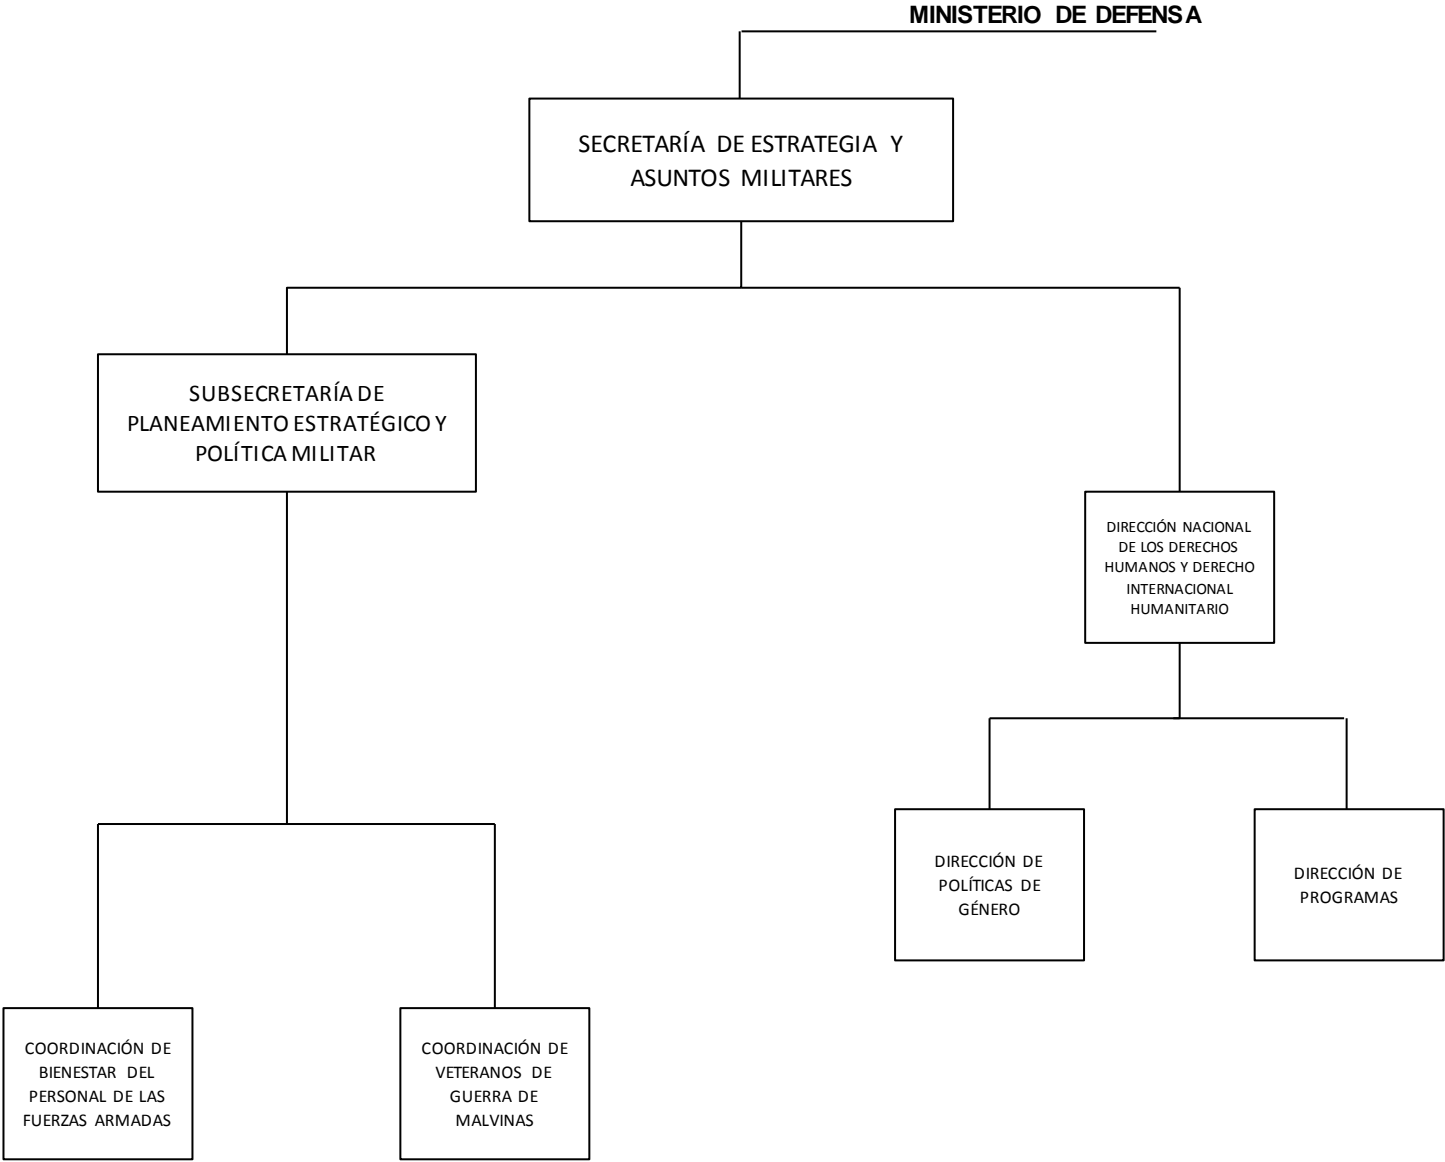 MINISTERIO DE DEFENSA
SECRETARÍA DE ESTRATEGIA Y
ASUNTOS MILITARES
SUBSECRETARÍA DE
PLANEAMIENTO ESTRATÉGICO Y
POLÍTICA MILITAR
DIRECCIÓN NACIONAL
DE LOS DERECHOS
HUMANOS Y DERECHO
INTERNACIONAL
HUMANITARIO
DIRECCIÓN DE
POLÍTICAS DE
GÉNERO
DIRECCIÓN DE
PROGRAMAS
COORDINACIÓN DE
BIENESTAR DEL
PERSONAL DE LAS
FUERZAS ARMADAS
COORDINACIÓN DE
VETERANOS DE
GUERRA DE
MALVINAS